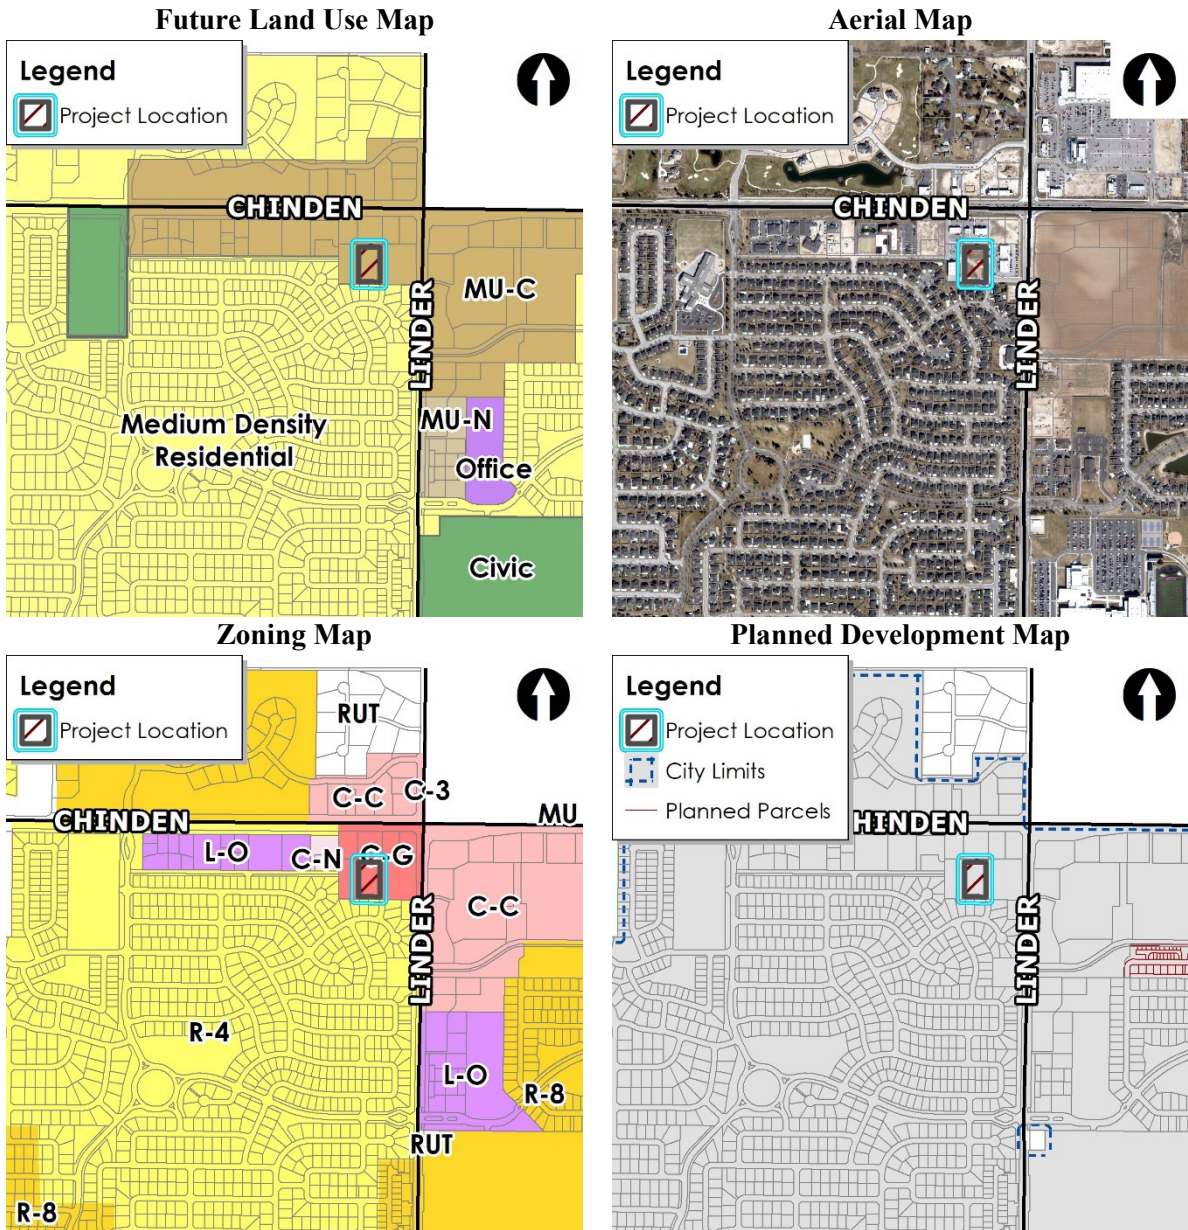 Future Land Use Map
Legend
Project Location
CHINDEN
LINDER
MU-C
Medium Density
Residential
MU-N
Office
Civic
Aerial Map
Legend
Project Location
CHINDEN
LINDER
Zoning Map
Legend
Project Location
RUT
C-C
C-3
MU
CHINDEN
L-O
C-N
C-G
C-C
LINDER
R-4
L-O
R-8
RUT
R-8
Planned Development Map
Legend
Project Location
City Limits
Planned Parcels
HINDEN
LINDER